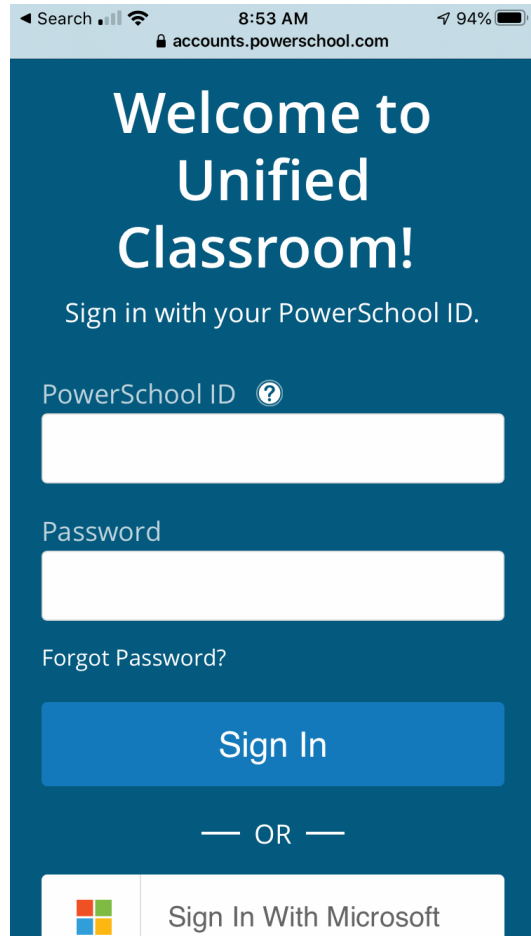 Search 8:53 AM 94%
accounts.powerschool.com
Welcome to
Unified
Classroom!
Sign in with your PowerSchool ID.
PowerSchool ID ?
Password
Forgot Password?
Sign In
OR
Sign In With Microsoft